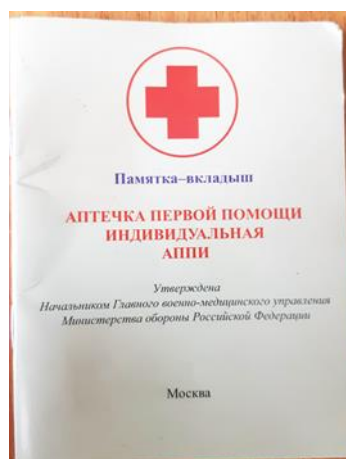 Памятка–вкладыш
АПТЕЧКА ПЕРВОЙ ПОМОЩИ
ИНДИВИДУАЛЬНАЯ
АППИ
Утверждена
Начальником Главного военно-медицинского управления
Министерства обороны Российской Федерации
Москва